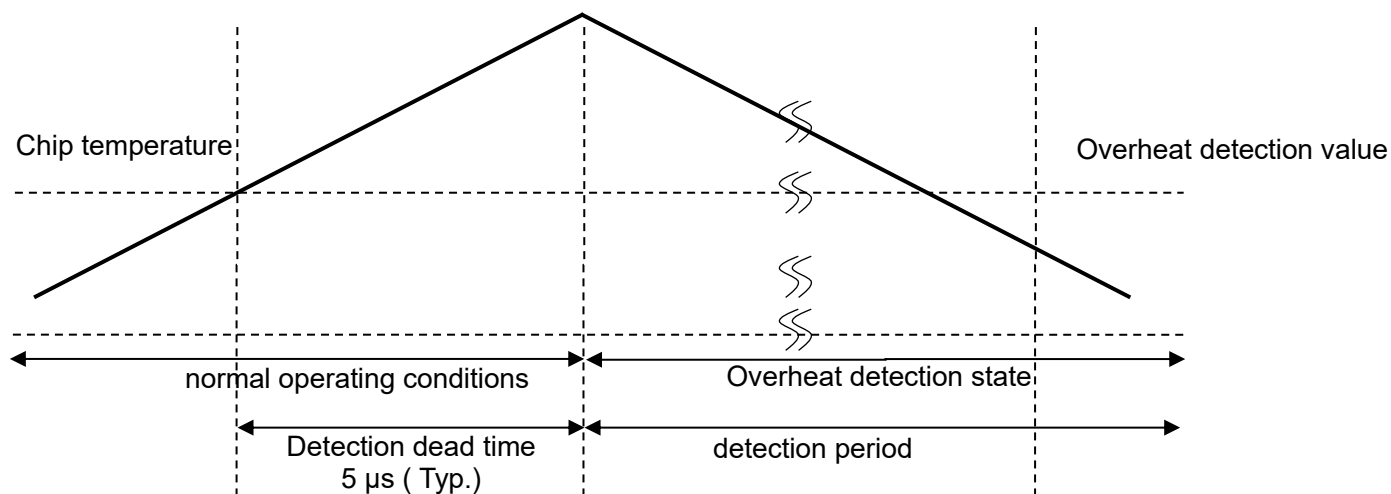 Chip temperature
Overheat detection value
normal operating conditions
Overheat detection state
Detection dead time
5 µs ( Typ.)
detection period